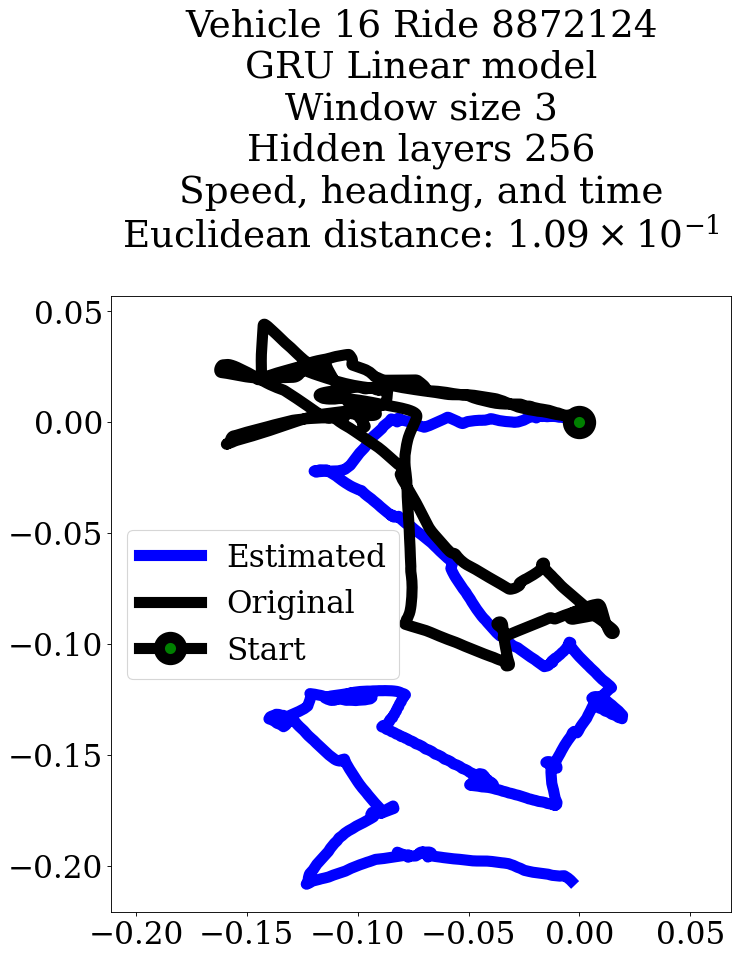 Vehicle 16 Ride 8872124
GRU Linear model
Window size 3
Hidden layers 256
Speed, heading, and time
Euclidean distance: 1.09 × 10⁻¹
0.05
0.00
−0.05
−0.10
−0.15
−0.20
Estimated
Original
Start
−0.20 −0.15 −0.10 −0.05 0.00 0.05